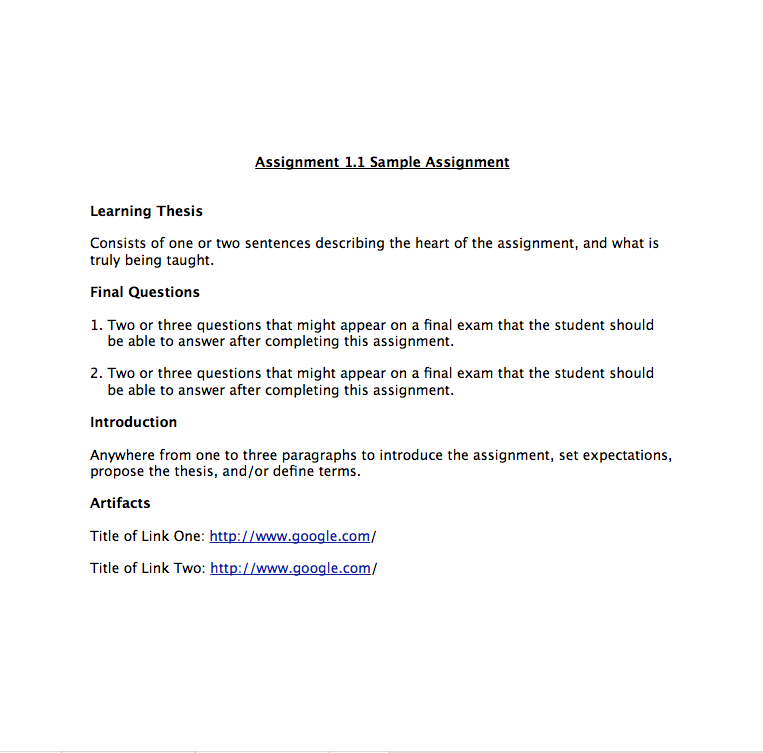 Assignment 1.1 Sample Assignment
Learning Thesis
Consists of one or two sentences describing the heart of the assignment, and what is
truly being taught.
Final Questions
1. Two or three questions that might appear on a final exam that the student should
be able to answer after completing this assignment.
2. Two or three questions that might appear on a final exam that the student should
be able to answer after completing this assignment.
Introduction
Anywhere from one to three paragraphs to introduce the assignment, set expectations,
propose the thesis, and/or define terms.
Artifacts
Title of Link One: http://www.google.com/
Title of Link Two: http://www.google.com/